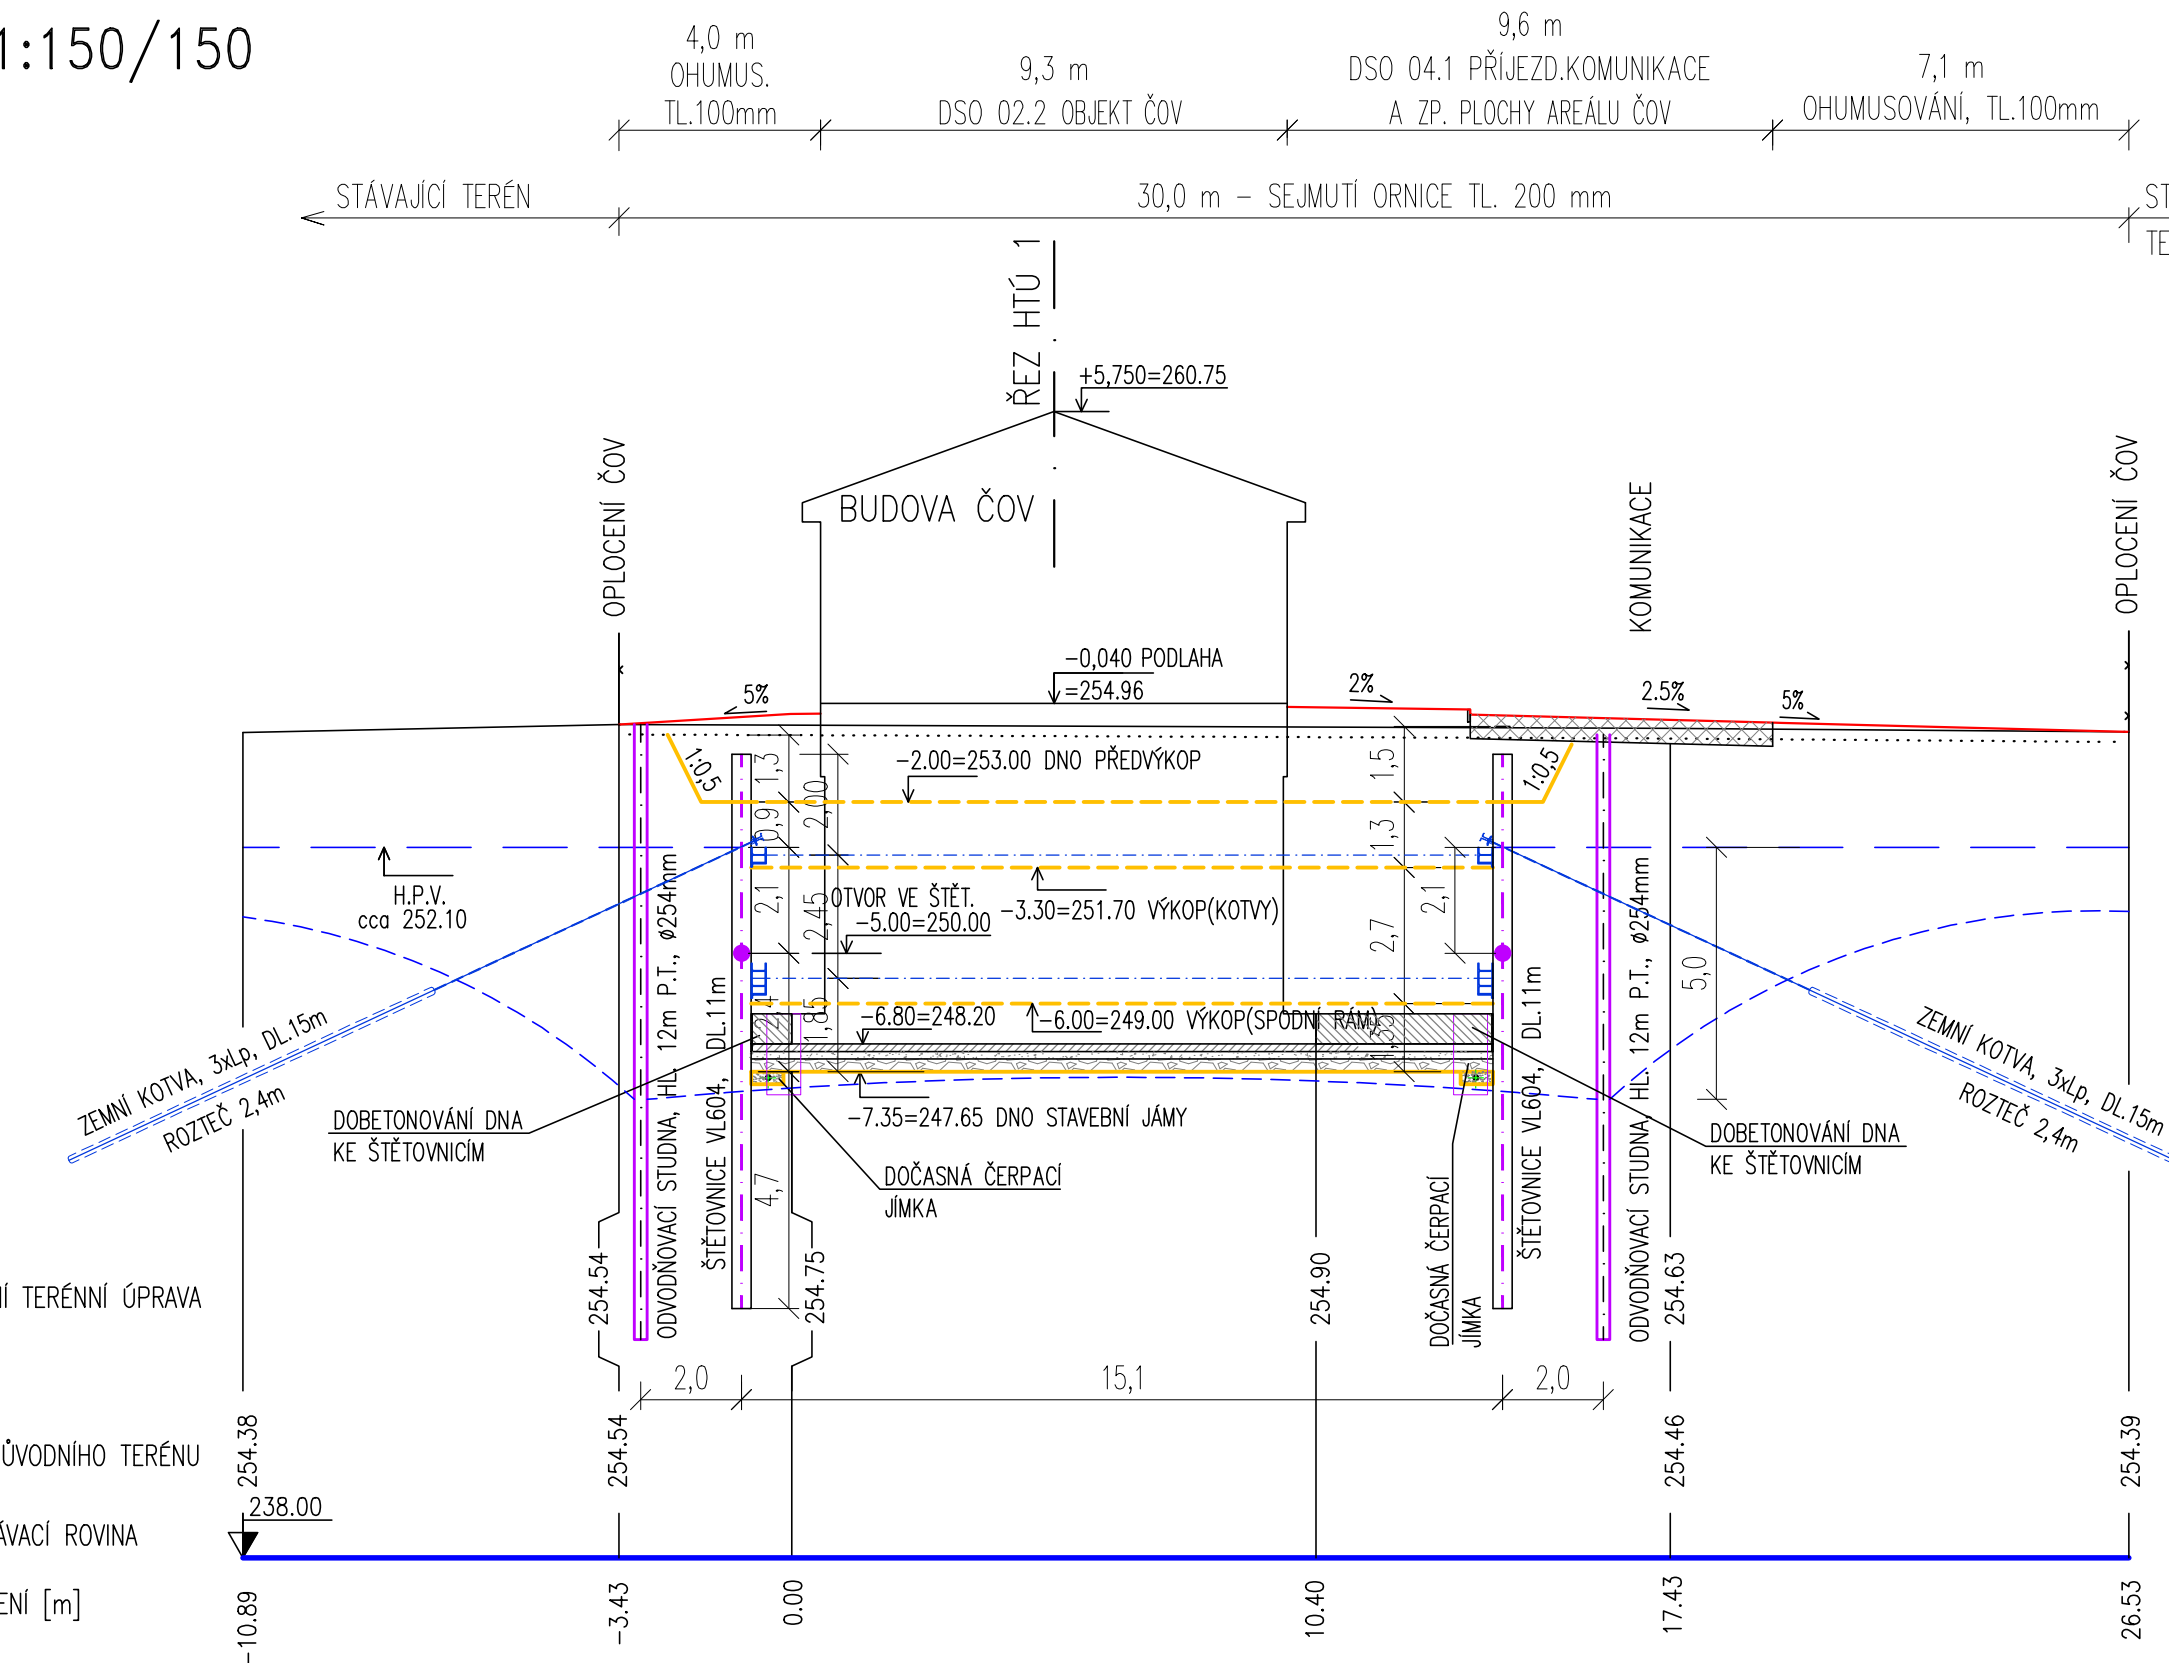 1:150/150
4,0 m
OHUMUS.
TL.100mm
9,3 m
DSO 02.2 OBJEKT ČOV
9,6 m
DSO 04.1 PŘÍJEZD.KOMUNIKACE
A ZP. PLOCHY AREÁLU ČOV
7,1 m
OHUMUSOVÁNÍ, TL.100mm
STÁVAJÍCÍ TERÉN
30,0 m – SEJMUTÍ ORNICE TL. 200 mm
ST
TE
ŘEZ HTÚ 1
+5,750=260.75
OPLOCENÍ ČOV
BUDOVA ČOV
KOMUNIKACE
OPLOCENÍ ČOV
-0,040 PODLAHA
=254.96
5%
2%
2.5%
5%
1:0,5
1,3
-2.00=253.00 DNO PŘEDVÝKOP
1,5
1:0,5
0,9
2,00
1,3
H.P.V.
cca 252.10
2,1
2,45
OTVOR VE ŠTĚT.
-5.00=250.00
-3.30=251.70 VÝKOP(KOTVY)
2,7
2,1
5,0
2,4
1,85
-6.80=248.20
-6.00=249.00 VÝKOP(SPODNÍ RÁM)
1,35
-7.35=247.65 DNO STAVEBNÍ JÁMY
ZEMNÍ KOTVA, 3xLp, DL.15m
ROZTEČ 2,4m
ZEMNÍ KOTVA, 3xLp, DL.15m
ROZTEČ 2,4m
DOBETONOVÁNÍ DNA
KE ŠTĚTOVNICÍM
DOBETONOVÁNÍ DNA
KE ŠTĚTOVNICÍM
DOČASNÁ ČERPACÍ
JÍMKA
DOČASNÁ ČERPACÍ
JÍMKA
ODVODŇOVACÍ STUDNA, HL. 12m P.T., ø254mm
ŠTĚTOVNICE VL604, DL.11m
4,7
ŠTĚTOVNICE VL604, DL.11m
ODVODŇOVACÍ STUDNA, HL. 12m P.T., ø254mm
Í TERÉNNÍ ÚPRAVA
254.54
254.75
254.90
254.63
2,0
15,1
2,0
ŮVODNÍHO TERÉNU
254.38
254.54
254.46
254.39
238.00
ÁVACÍ ROVINA
ENÍ [m]
-10.89
-3.43
0.00
10.40
17.43
26.53